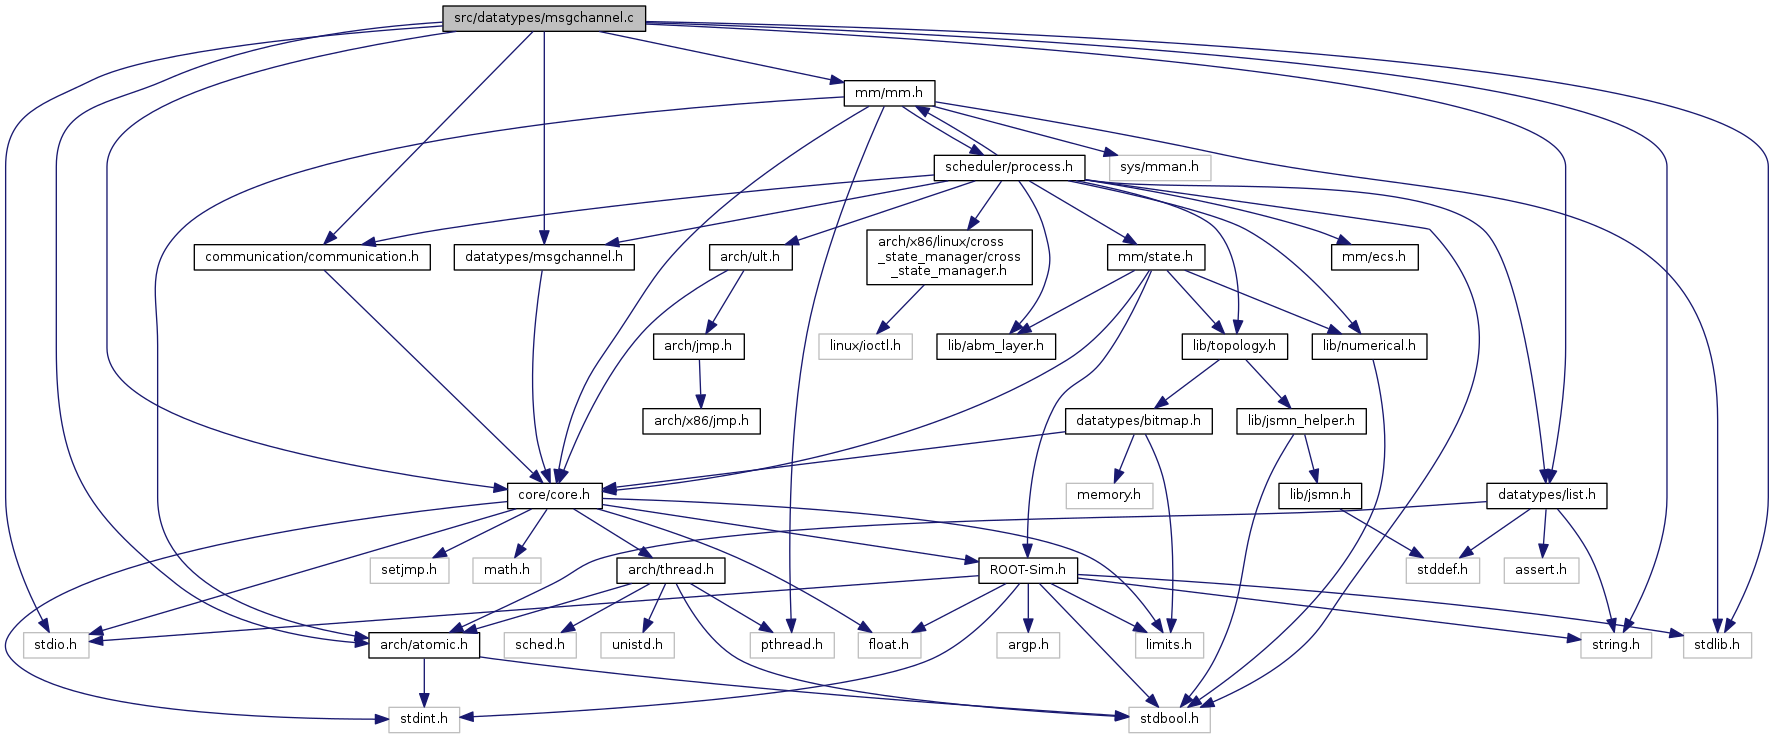 src/datatypes/msgchannel.c
mm/mm.h
scheduler/process.h
sys/mman.h
communication/communication.h
datatypes/msgchannel.h
arch/ult.h
arch/x86/linux/cross
_state_manager/cross
_state_manager.h
mm/state.h
mm/ecs.h
arch/jmp.h
linux/ioctl.h
lib/abm_layer.h
lib/topology.h
lib/numerical.h
arch/x86/jmp.h
datatypes/bitmap.h
lib/jsmn_helper.h
core/core.h
memory.h
lib/jsmn.h
datatypes/list.h
setjmp.h
math.h
arch/thread.h
ROOT-Sim.h
stddef.h
assert.h
stdio.h
arch/atomic.h
sched.h
unistd.h
pthread.h
float.h
argp.h
limits.h
string.h
stdlib.h
stdint.h
stdbool.h